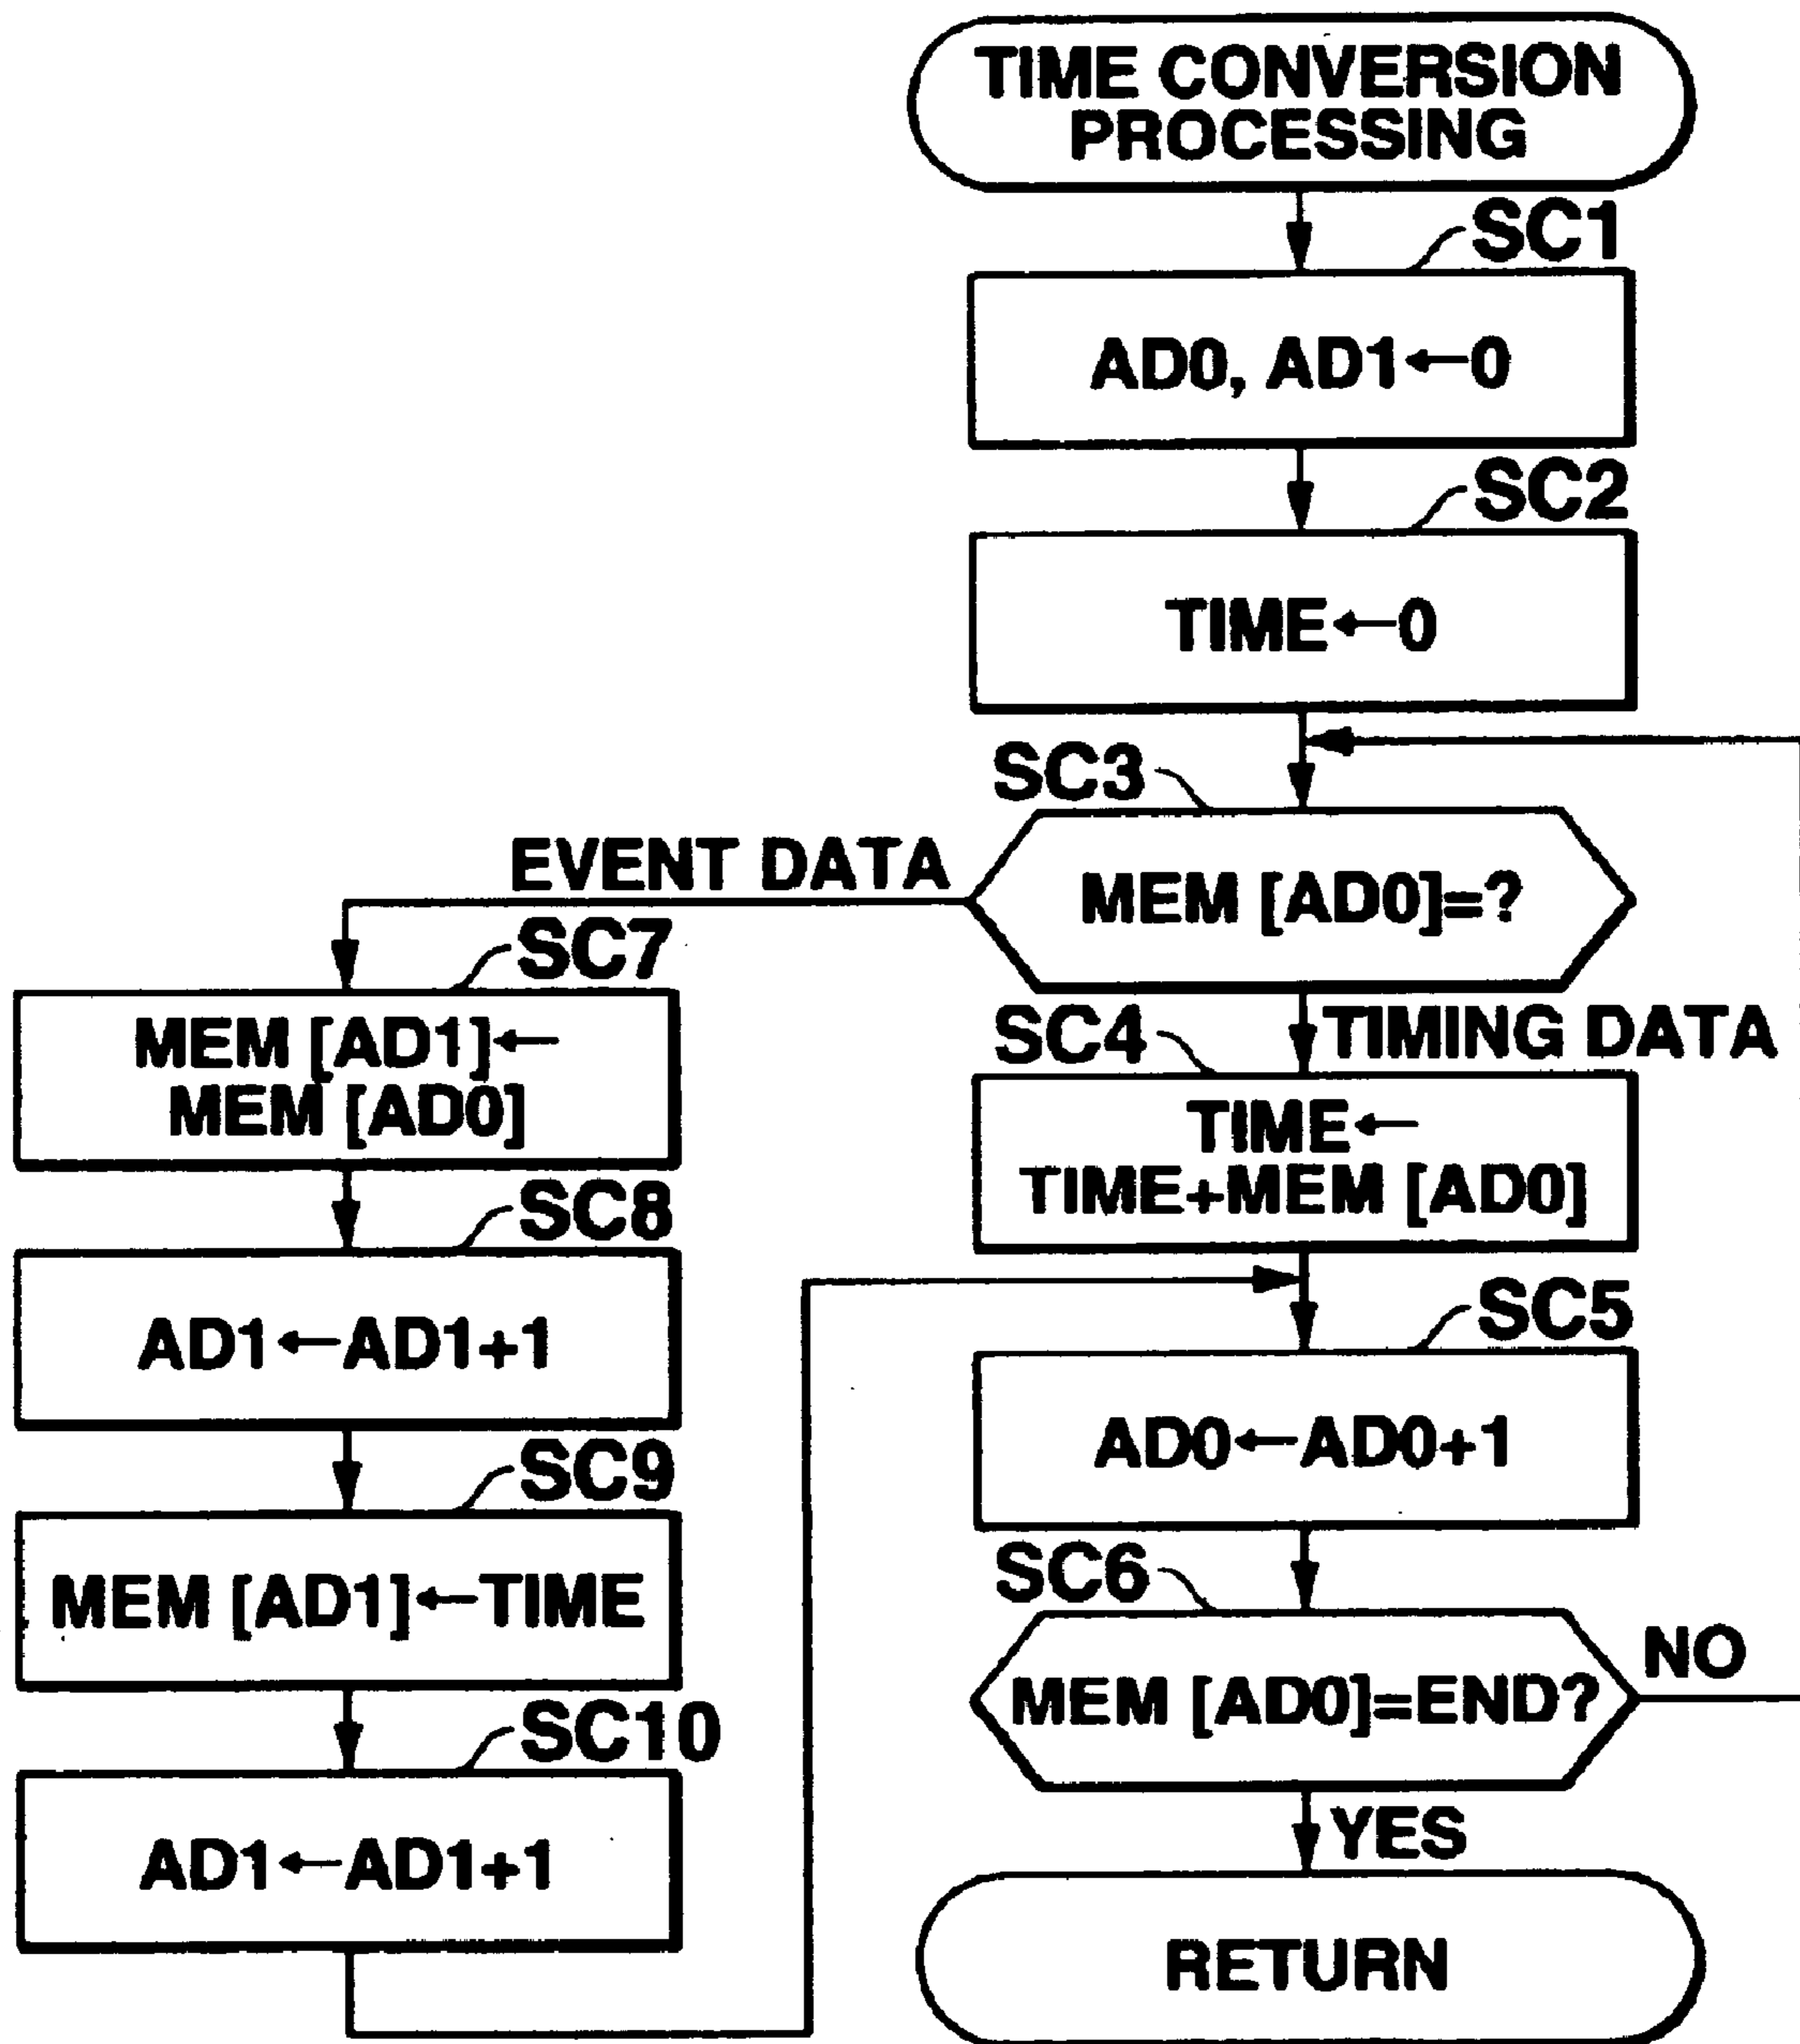 TIME CONVERSION
PROCESSING
SC1
AD0, AD1←0
SC2
TIME←0
SC3
MEM [AD0]=?
EVENT DATA
TIMING DATA
SC4
TIME←
TIME+MEM [AD0]
SC5
AD0←AD0+1
SC6
MEM [AD0]=END?
NO
YES
RETURN
SC7
MEM [AD1]←
MEM [AD0]
SC8
AD1←AD1+1
SC9
MEM [AD1]←TIME
SC10
AD1←AD1+1